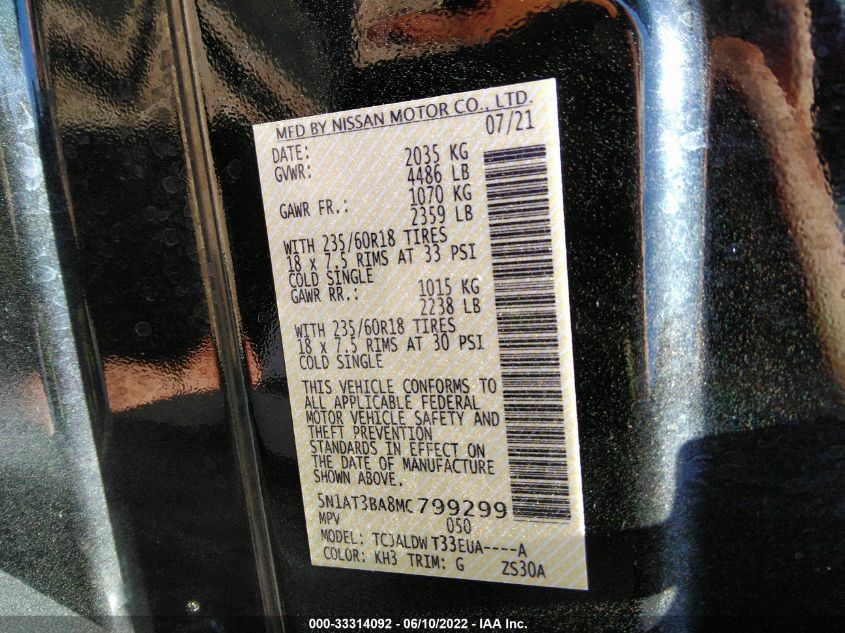 MFD BY NISSAN MOTOR CO., LTD.
DATE: 07/21
GVWR: 2035 KG
4486 LB
GAWR FR.: 1070 KG
2359 LB
WITH 235/60R18 TIRES
18 x 7.5 RIMS AT 33 PSI
COLD SINGLE
GAWR RR.: 1015 KG
2238 LB
WITH 235/60R18 TIRES
18 x 7.5 RIMS AT 30 PSI
COLD SINGLE
THIS VEHICLE CONFORMS TO
ALL APPLICABLE FEDERAL
MOTOR VEHICLE SAFETY AND
THEFT PREVENTION
STANDARDS IN EFFECT ON
THE DATE OF MANUFACTURE
SHOWN ABOVE.
5N1AT3BA8MC799299
MPV 050
MODEL: TC3ALDW T33EUA----A
COLOR: KH3 TRIM: G ZS30A
000-33314092 - 06/10/2022 - IAA Inc.